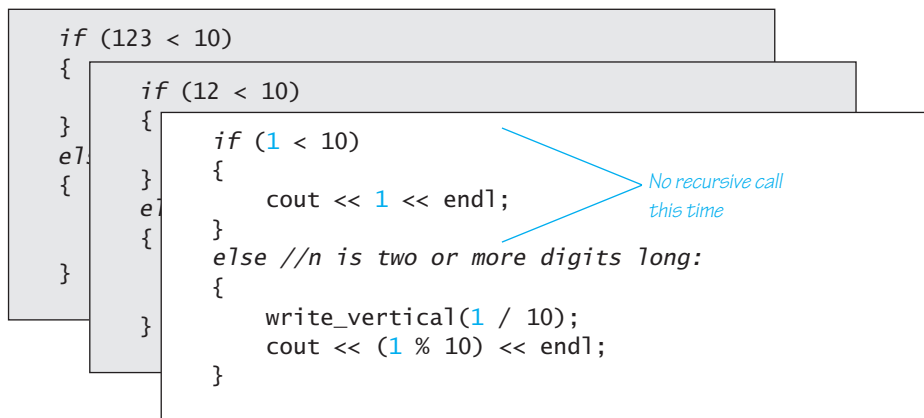 if (123 < 10)
{
}
els
{
}
if (12 < 10)
{
}
el
{
}
if (1 < 10)
{
cout << 1 << endl;
}
else //n is two or more digits long:
{
write_vertical(1 / 10);
cout << (1 % 10) << endl;
}
No recursive call
this time